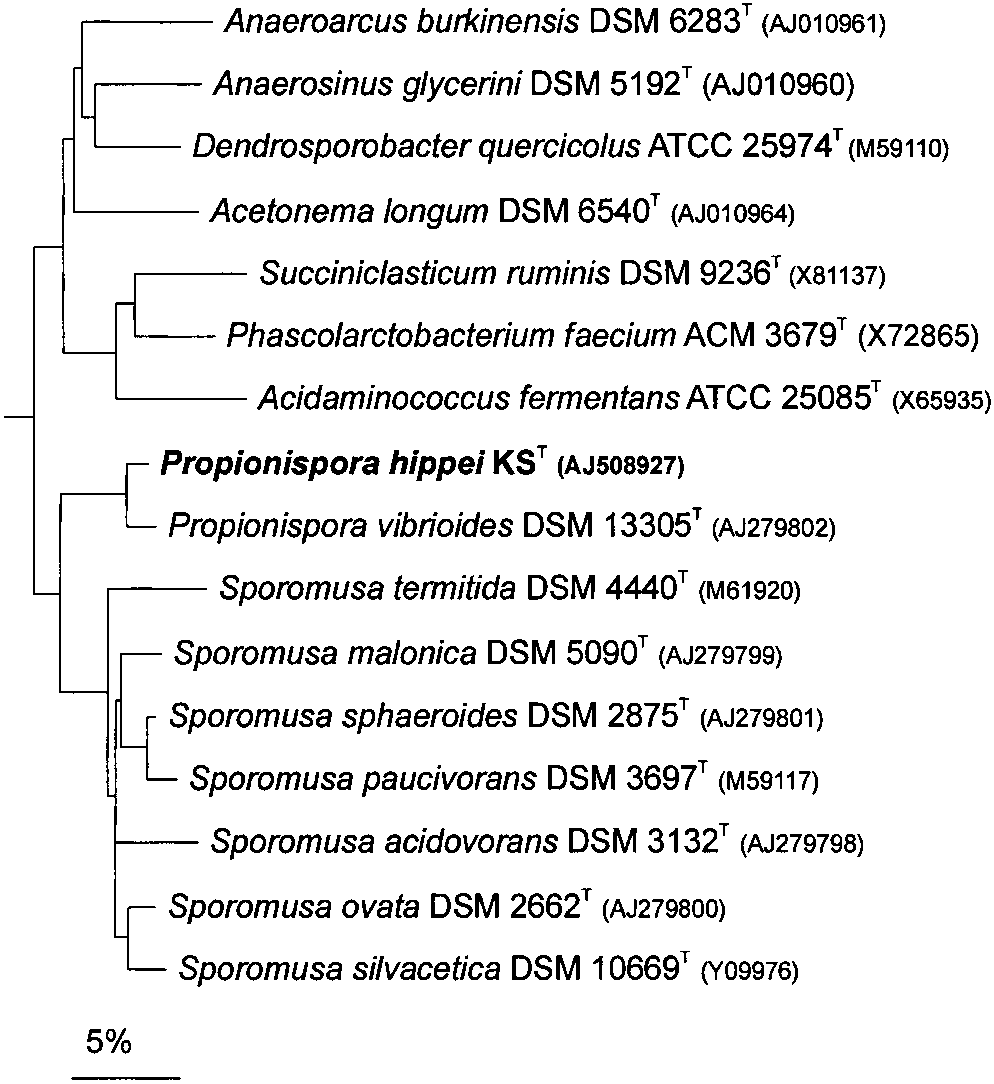 Anaeroarcus burkinensis DSM 6283T (AJ010961)
Anaerosinus glycerini DSM 5192T (AJ010960)
Dendrosporobacter quercicolus ATCC 25974T (M59110)
Acetonema longum DSM 6540T (AJ010964)
Succiniclasticum ruminis DSM 9236T (X81137)
Phascolarctobacterium faecium ACM 3679T (X72865)
Acidaminococcus fermentans ATCC 25085T (X65935)
Propionispora hippei KST (AJ508927)
Propionispora vibrioides DSM 13305T (AJ279802)
Sporomusa termitida DSM 4440T (M61920)
Sporomusa malonica DSM 5090T (AJ279799)
Sporomusa sphaeroides DSM 2875T (AJ279801)
Sporomusa paucivorans DSM 3697T (M59117)
Sporomusa acidovorans DSM 3132T (AJ279798)
Sporomusa ovata DSM 2662T (AJ279800)
Sporomusa silvacetica DSM 10669T (Y09976)
5%